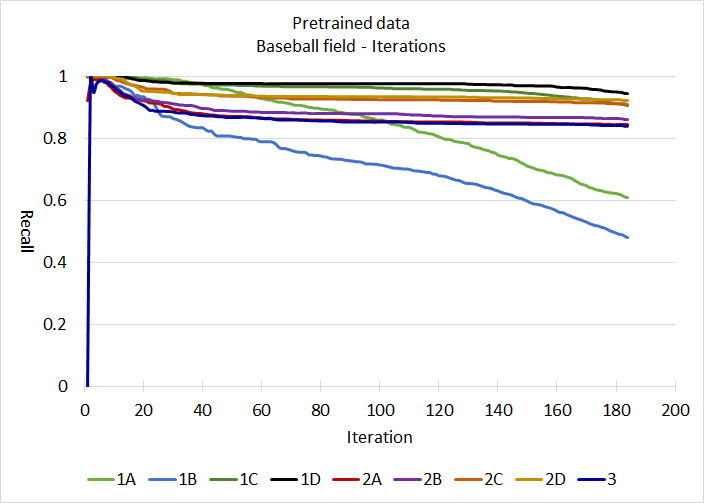 Pretrained data
Baseball field - Iterations
1
0.8
0.6
0.4
0.2
0
Recall
0 20 40 60 80 100 120 140 160 180 200
Iteration
1A 1B 1C 1D 2A 2B 2C 2D 3